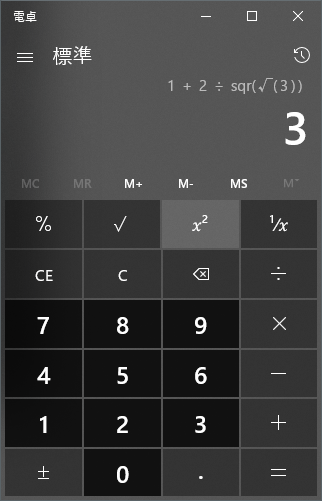 電卓
標準
1 + 2 ÷ sqr(√(3))
3
MC MR M+ M- MS M˅
% √ x² ¹/x
CE C ÷
7 8 9 ×
4 5 6 −
1 2 3 +
± 0 . =